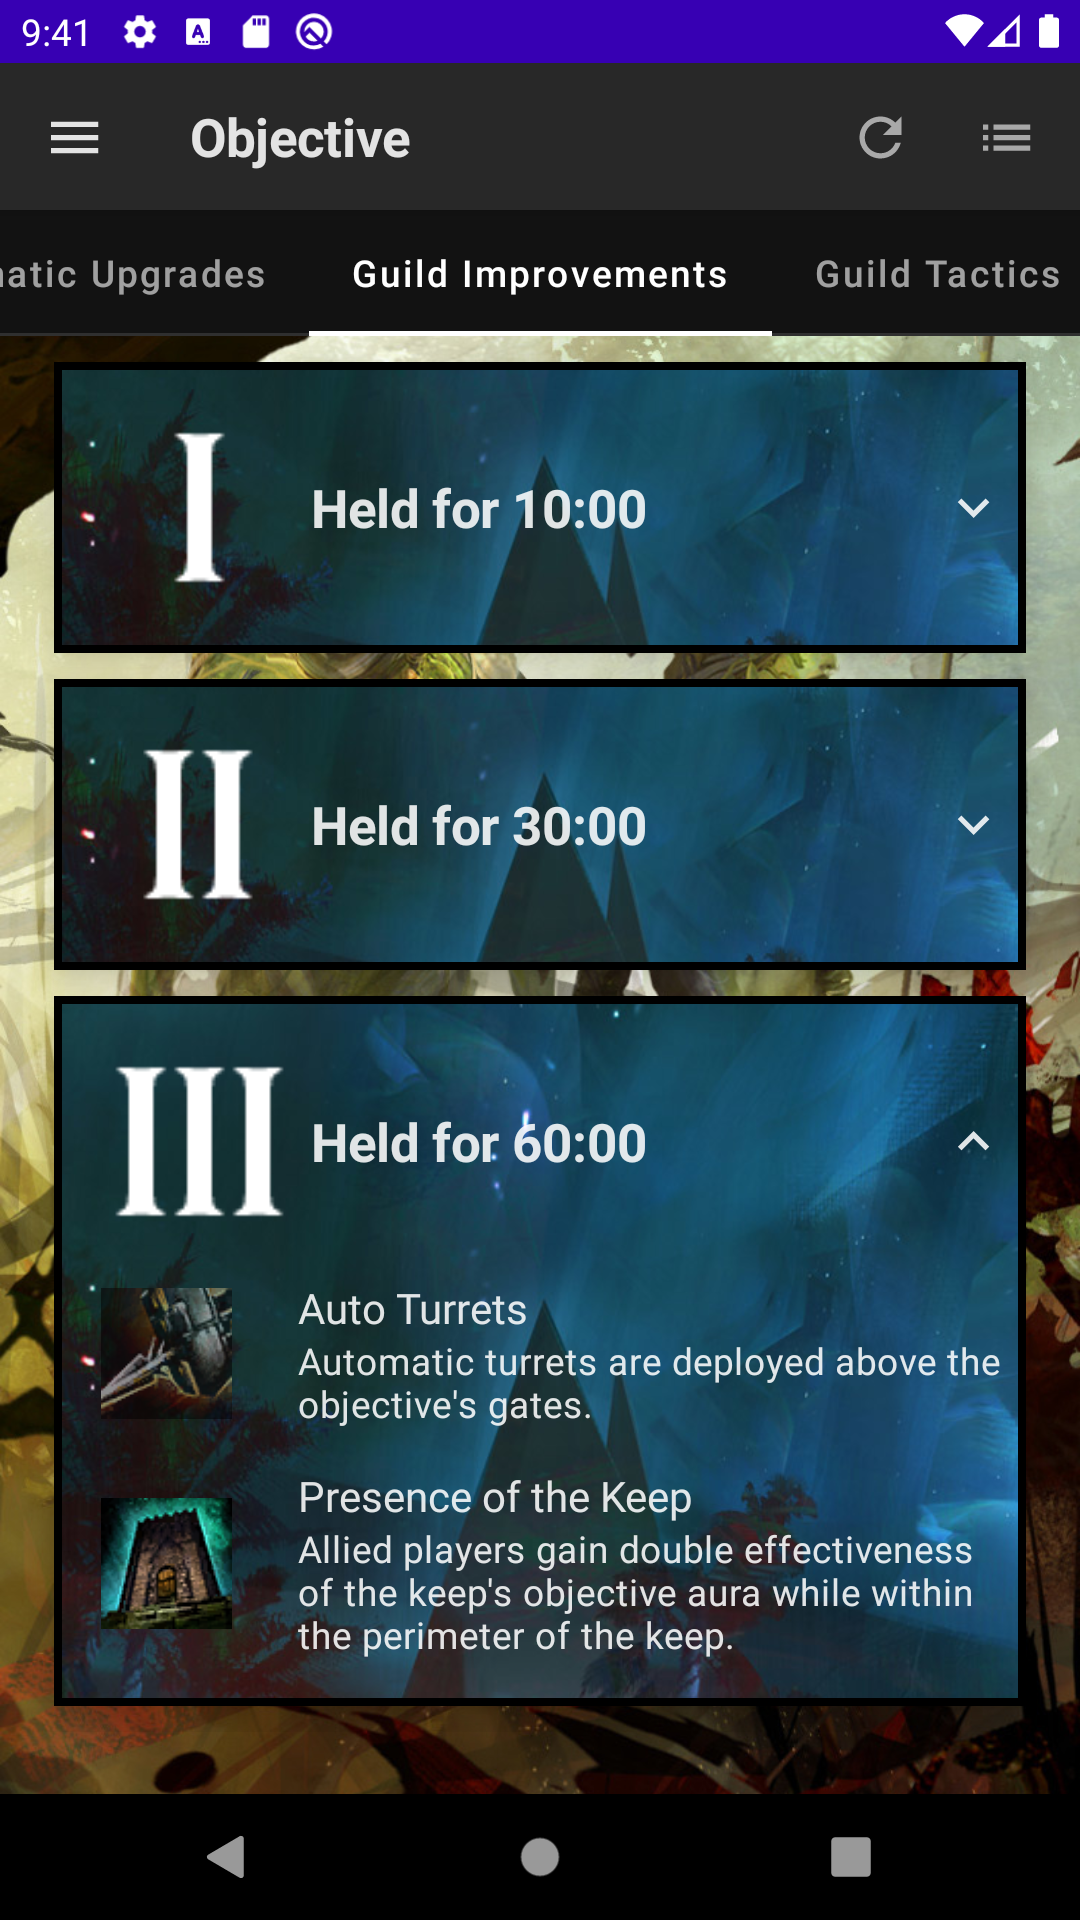 9:41
Objective
atic Upgrades
Guild Improvements
Guild Tactics
I
Held for 10:00
II
Held for 30:00
III
Held for 60:00
Auto Turrets
Automatic turrets are deployed above the
objective's gates.
Presence of the Keep
Allied players gain double effectiveness
of the keep's objective aura while within
the perimeter of the keep.